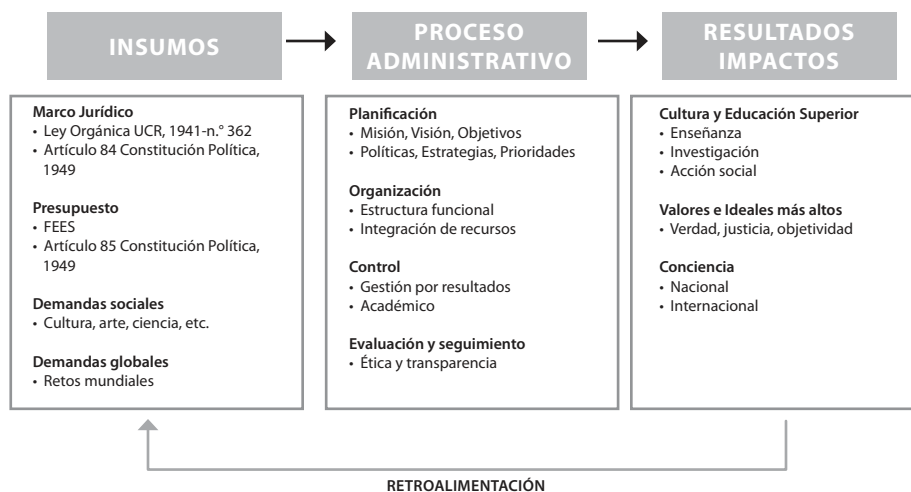 INSUMOS
PROCESO
ADMINISTRATIVO
RESULTADOS
IMPACTOS
Marco Jurídico
• Ley Orgánica UCR, 1941-n.° 362
• Artículo 84 Constitución Política,
1949
Presupuesto
• FEES
• Artículo 85 Constitución Política,
1949
Demandas sociales
• Cultura, arte, ciencia, etc.
Demandas globales
• Retos mundiales
Planificación
• Misión, Visión, Objetivos
• Políticas, Estrategias, Prioridades
Organización
• Estructura funcional
• Integración de recursos
Control
• Gestión por resultados
• Académico
Evaluación y seguimiento
• Ética y transparencia
Cultura y Educación Superior
• Enseñanza
• Investigación
• Acción social
Valores e Ideales más altos
• Verdad, justicia, objetividad
Conciencia
• Nacional
• Internacional
RETROALIMENTACIÓN